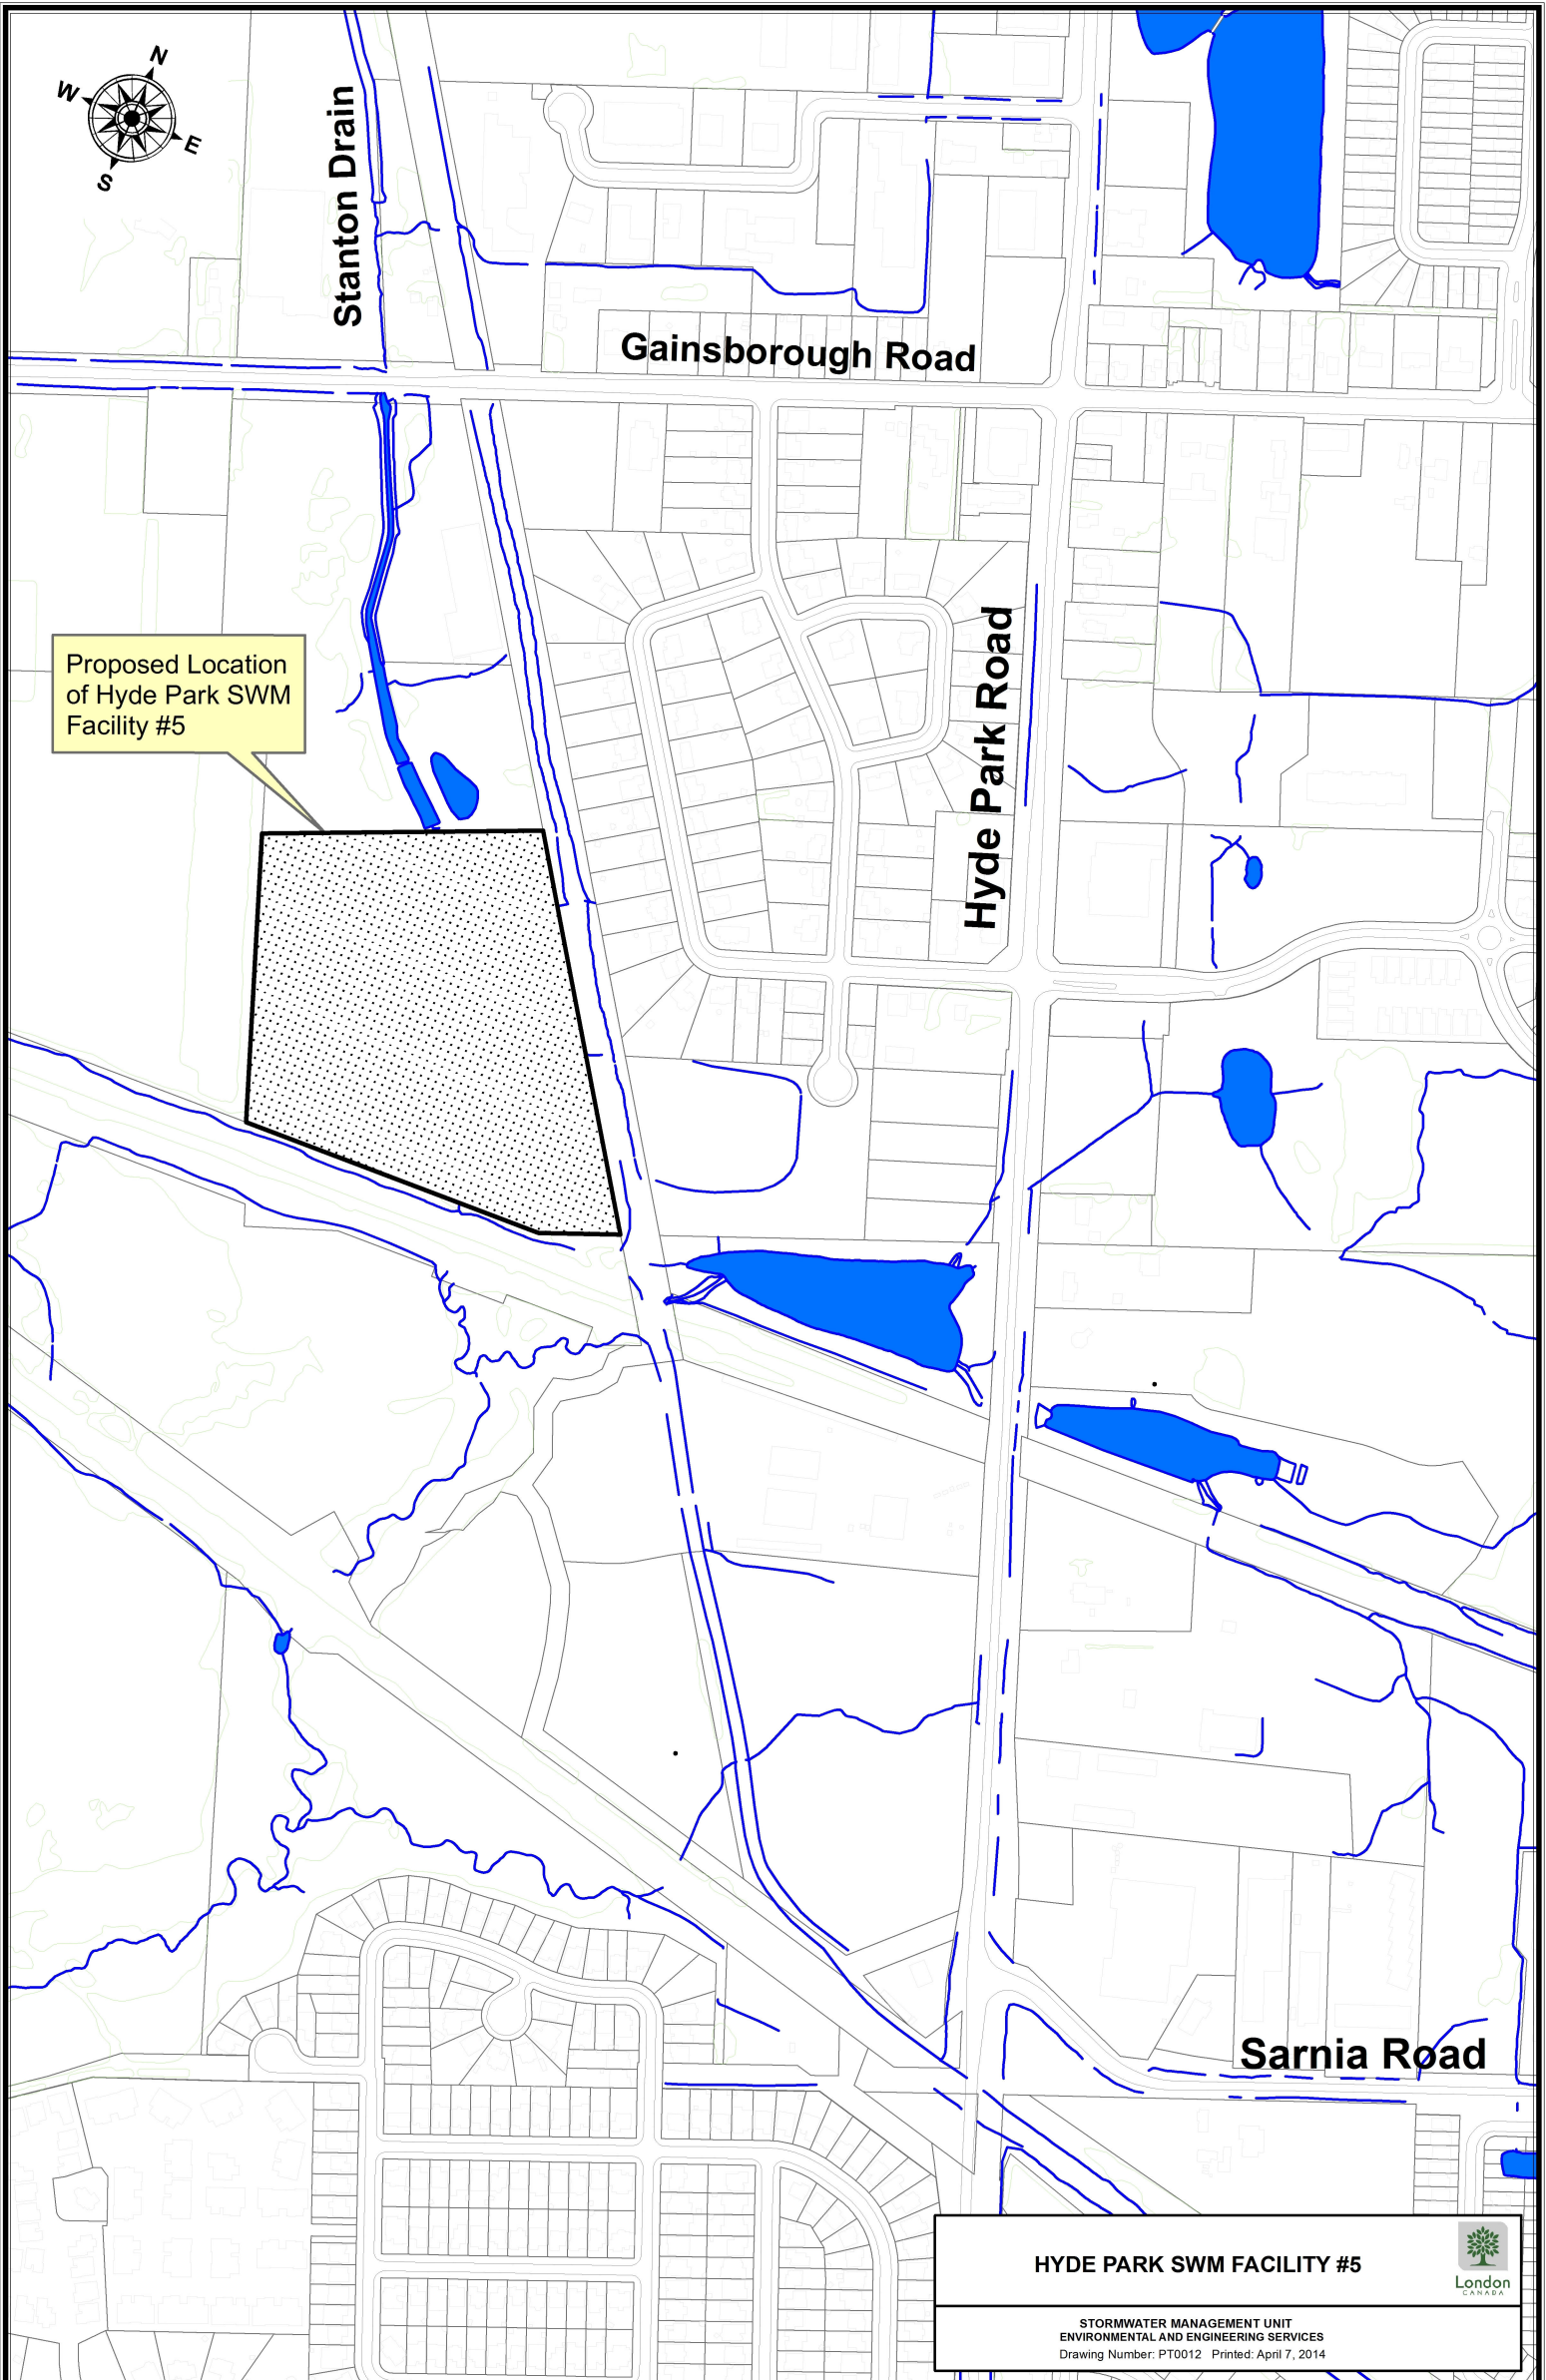 N
W
E
S
Stanton Drain
Gainsborough Road
Hyde Park Road
Proposed Location
of Hyde Park SWM
Facility #5
Sarnia Road
HYDE PARK SWM FACILITY #5
London
CANADA
STORMWATER MANAGEMENT UNIT
ENVIRONMENTAL AND ENGINEERING SERVICES
Drawing Number: PT0012 Printed: April 7, 2014